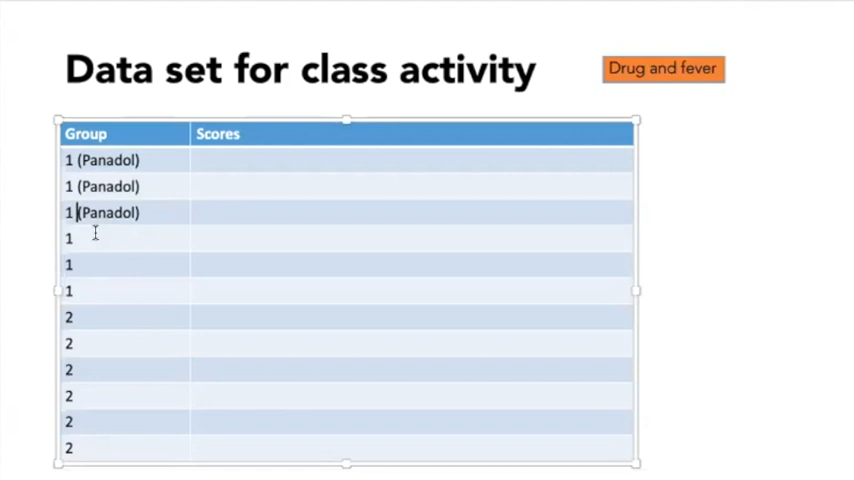 Data set for class activity
Drug and fever
Group Scores
1 (Panadol)
1 (Panadol)
1 (Panadol)
1
1
1
2
2
2
2
2
2